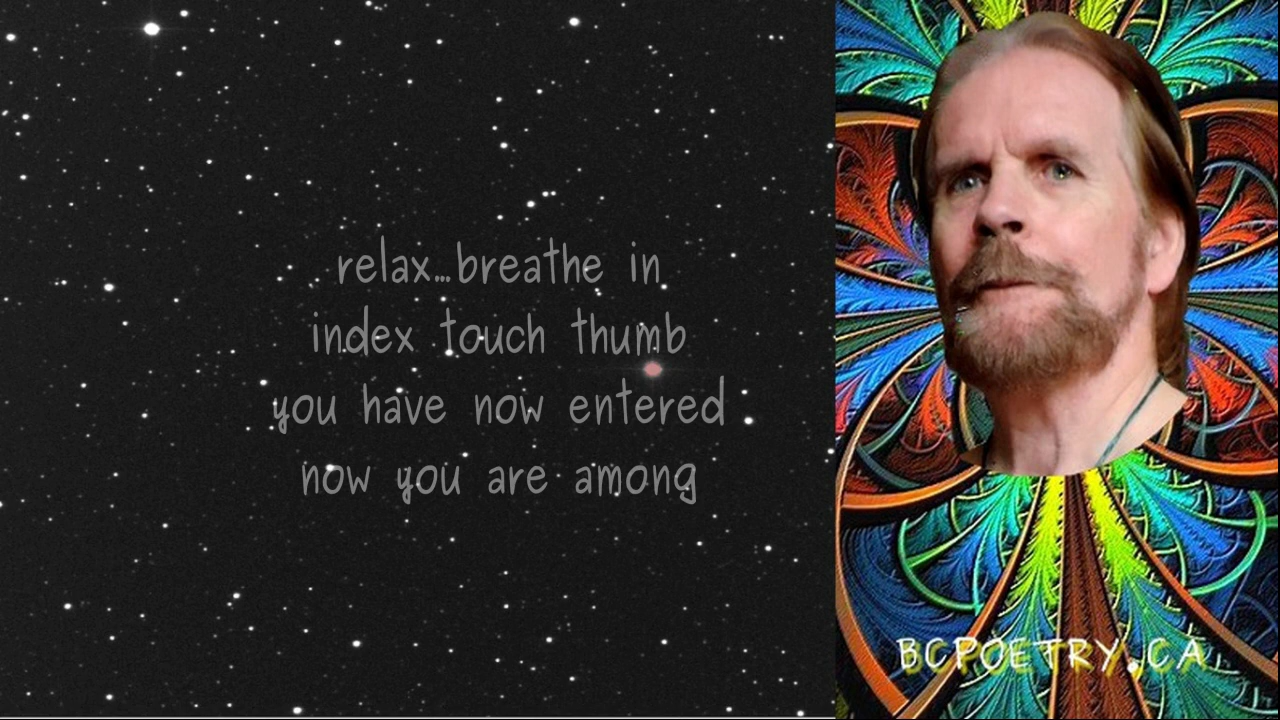 relax...breathe in
index touch thumb
you have now entered
now you are among
BCPOETRY.CA